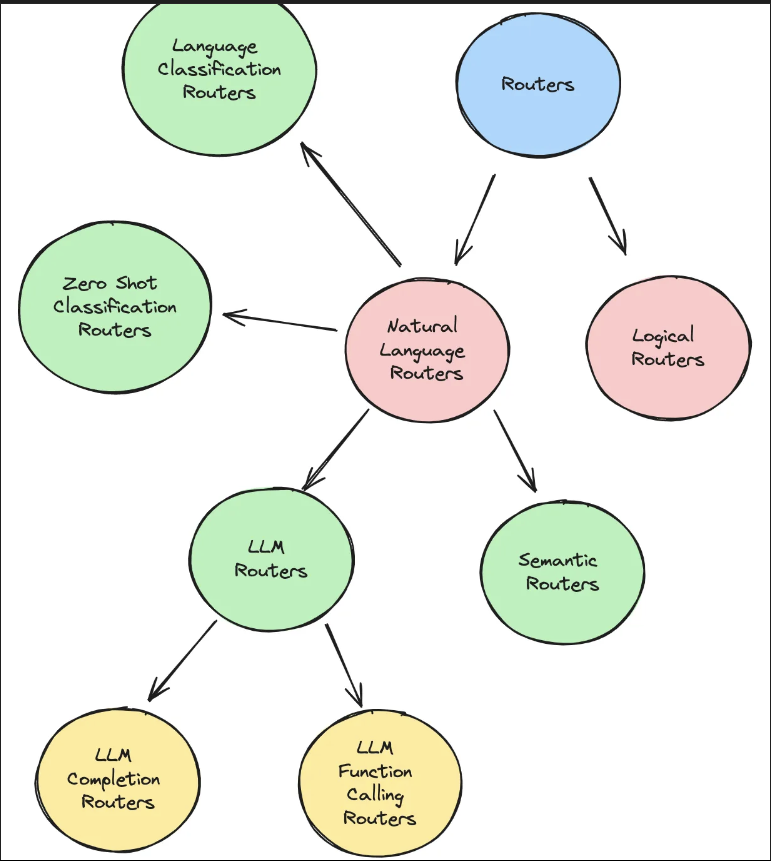 Language
Classification
Routers
Routers
Zero Shot
Classification
Routers
Natural
Language
Routers
Logical
Routers
LLM
Routers
Semantic
Routers
LLM
Completion
Routers
LLM
Function
Calling
Routers